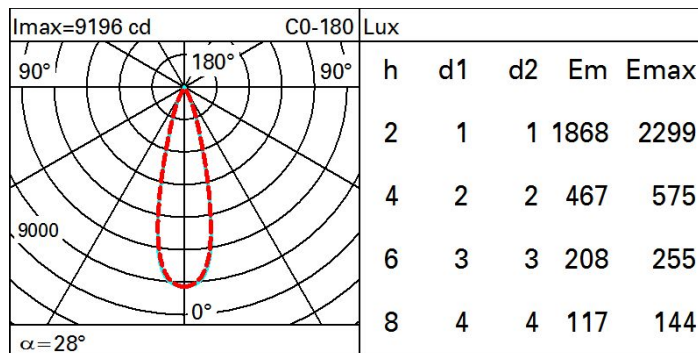 Imax=9196 cd C0-180 Lux
90° 180° 90°
h d1 d2 Em Emax
2 1 1 1868 2299
4 2 2 467 575
9000
6 3 3 208 255
0°
8 4 4 117 144
α=28°